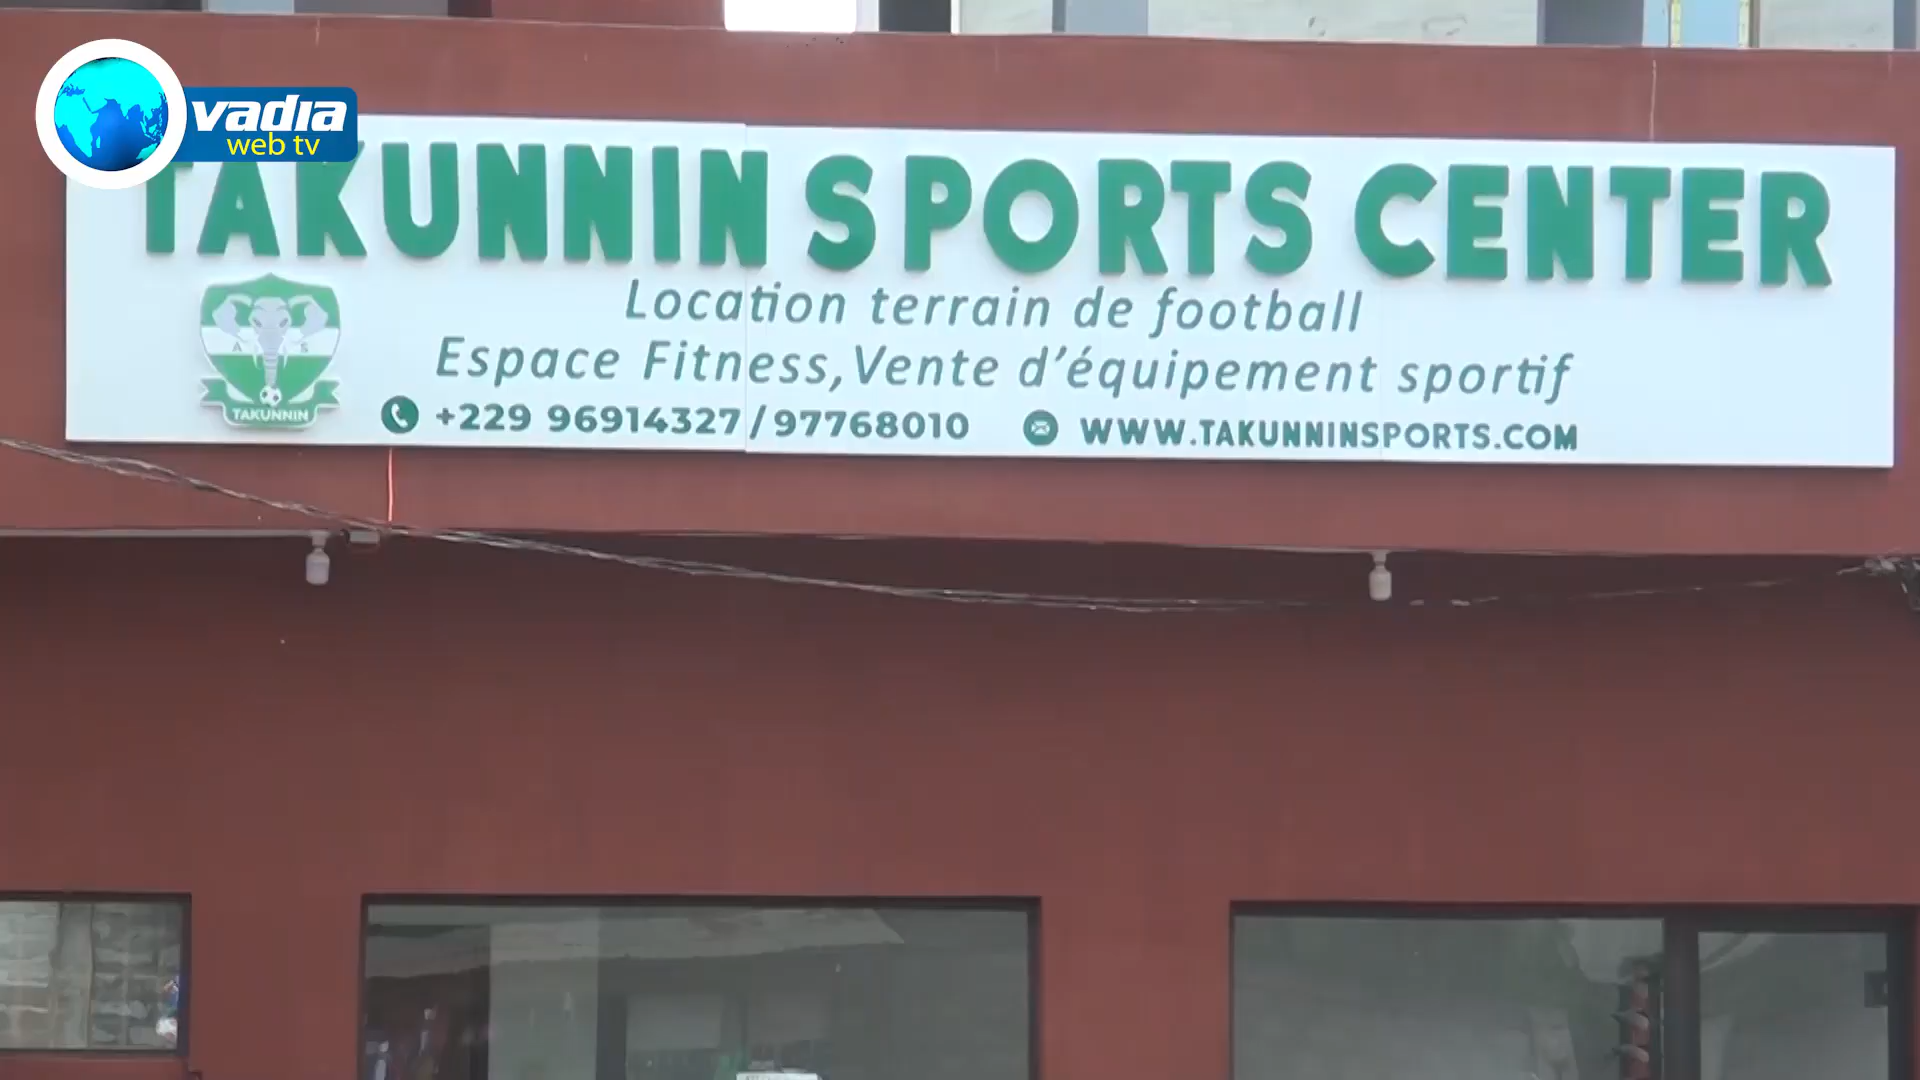 vadia
web tv
TAKUNNIN SPORTS CENTER
Location terrain de football
Espace Fitness, Vente d'équipement sportif
A S
TAKUNNIN
+229 96914327/97768010
WWW.TAKUNNINSPORTS.COM